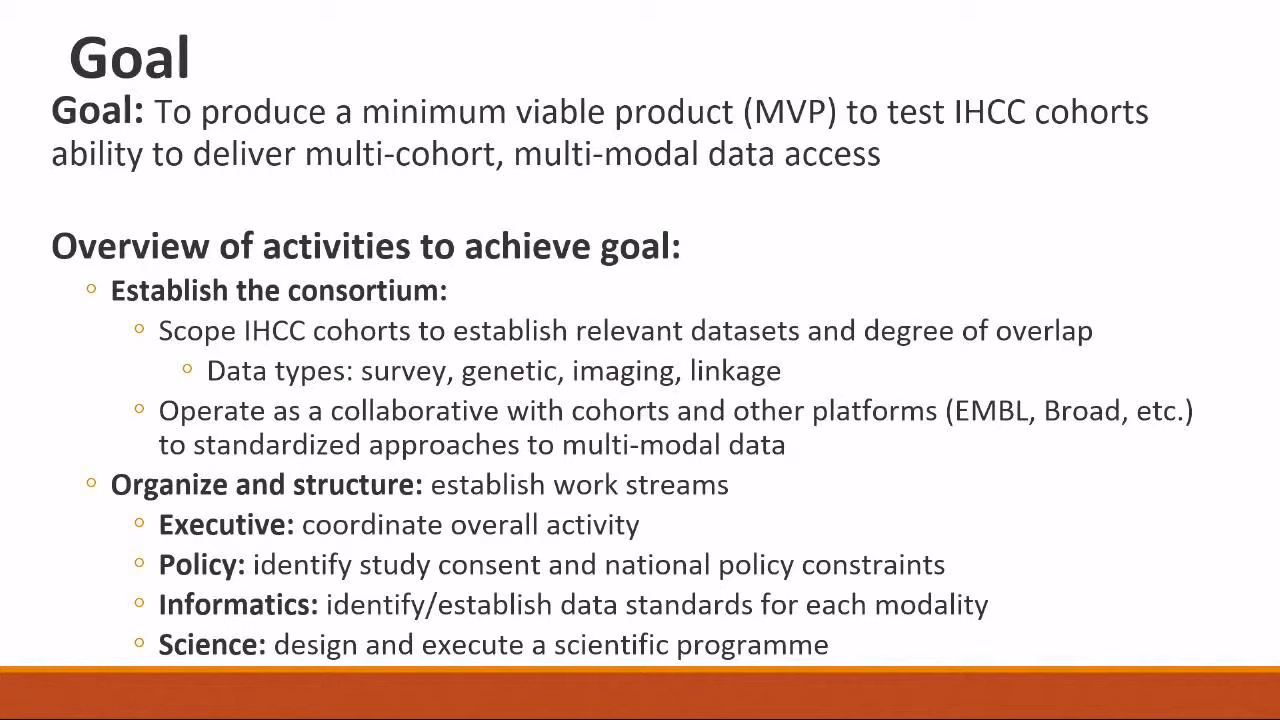 Goal
Goal: To produce a minimum viable product (MVP) to test IHCC cohorts
ability to deliver multi-cohort, multi-modal data access
Overview of activities to achieve goal:
Establish the consortium:
Scope IHCC cohorts to establish relevant datasets and degree of overlap
Data types: survey, genetic, imaging, linkage
Operate as a collaborative with cohorts and other platforms (EMBL, Broad, etc.)
to standardized approaches to multi-modal data
Organize and structure: establish work streams
Executive: coordinate overall activity
Policy: identify study consent and national policy constraints
Informatics: identify/establish data standards for each modality
Science: design and execute a scientific programme